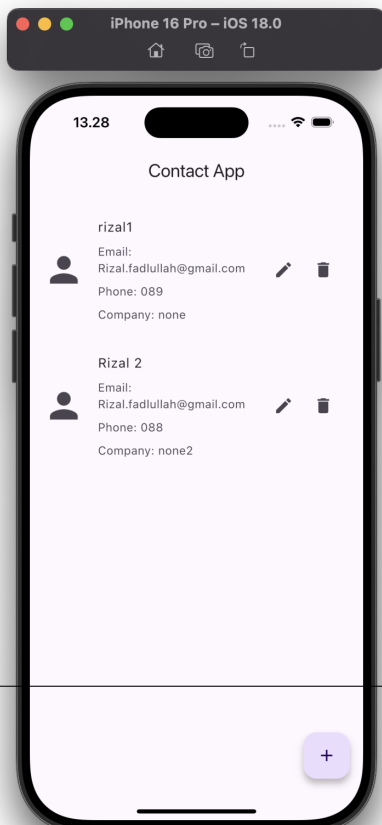 iPhone 16 Pro – iOS 18.0
13.28
Contact App
rizal1
Email:
Rizal.fadlullah@gmail.com
Phone: 089
Company: none
Rizal 2
Email:
Rizal.fadlullah@gmail.com
Phone: 088
Company: none2
+